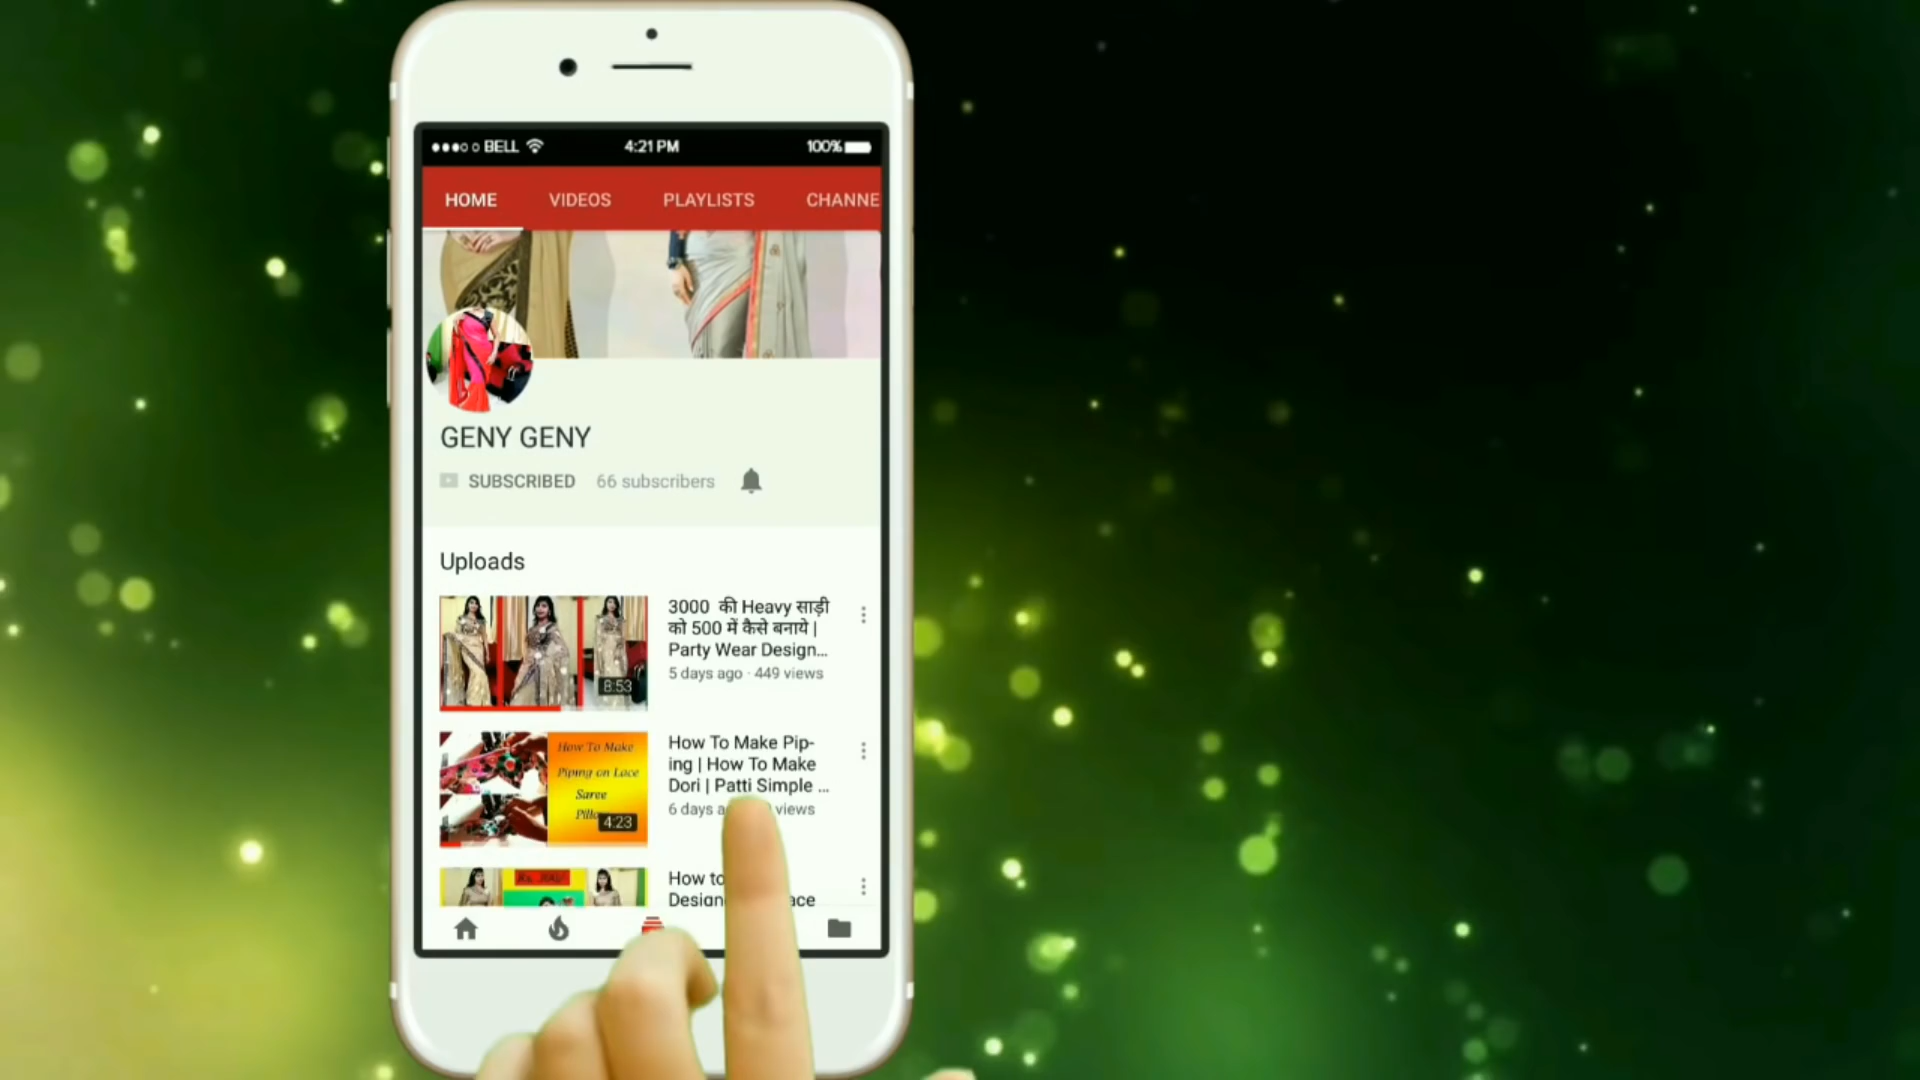 BELL 4:21 PM 100%
HOME VIDEOS PLAYLISTS CHANNE
GENY GENY
SUBSCRIBED 66 subscribers
Uploads
3000 की Heavy साड़ी
को 500 में कैसे बनाये |
Party Wear Design...
5 days ago · 449 views
8:53
How To Make
Piping on Lace
Saree
4:23
How To Make Pip-
ing | How To Make
Dori | Patti Simple ...
6 days views
How to
Design